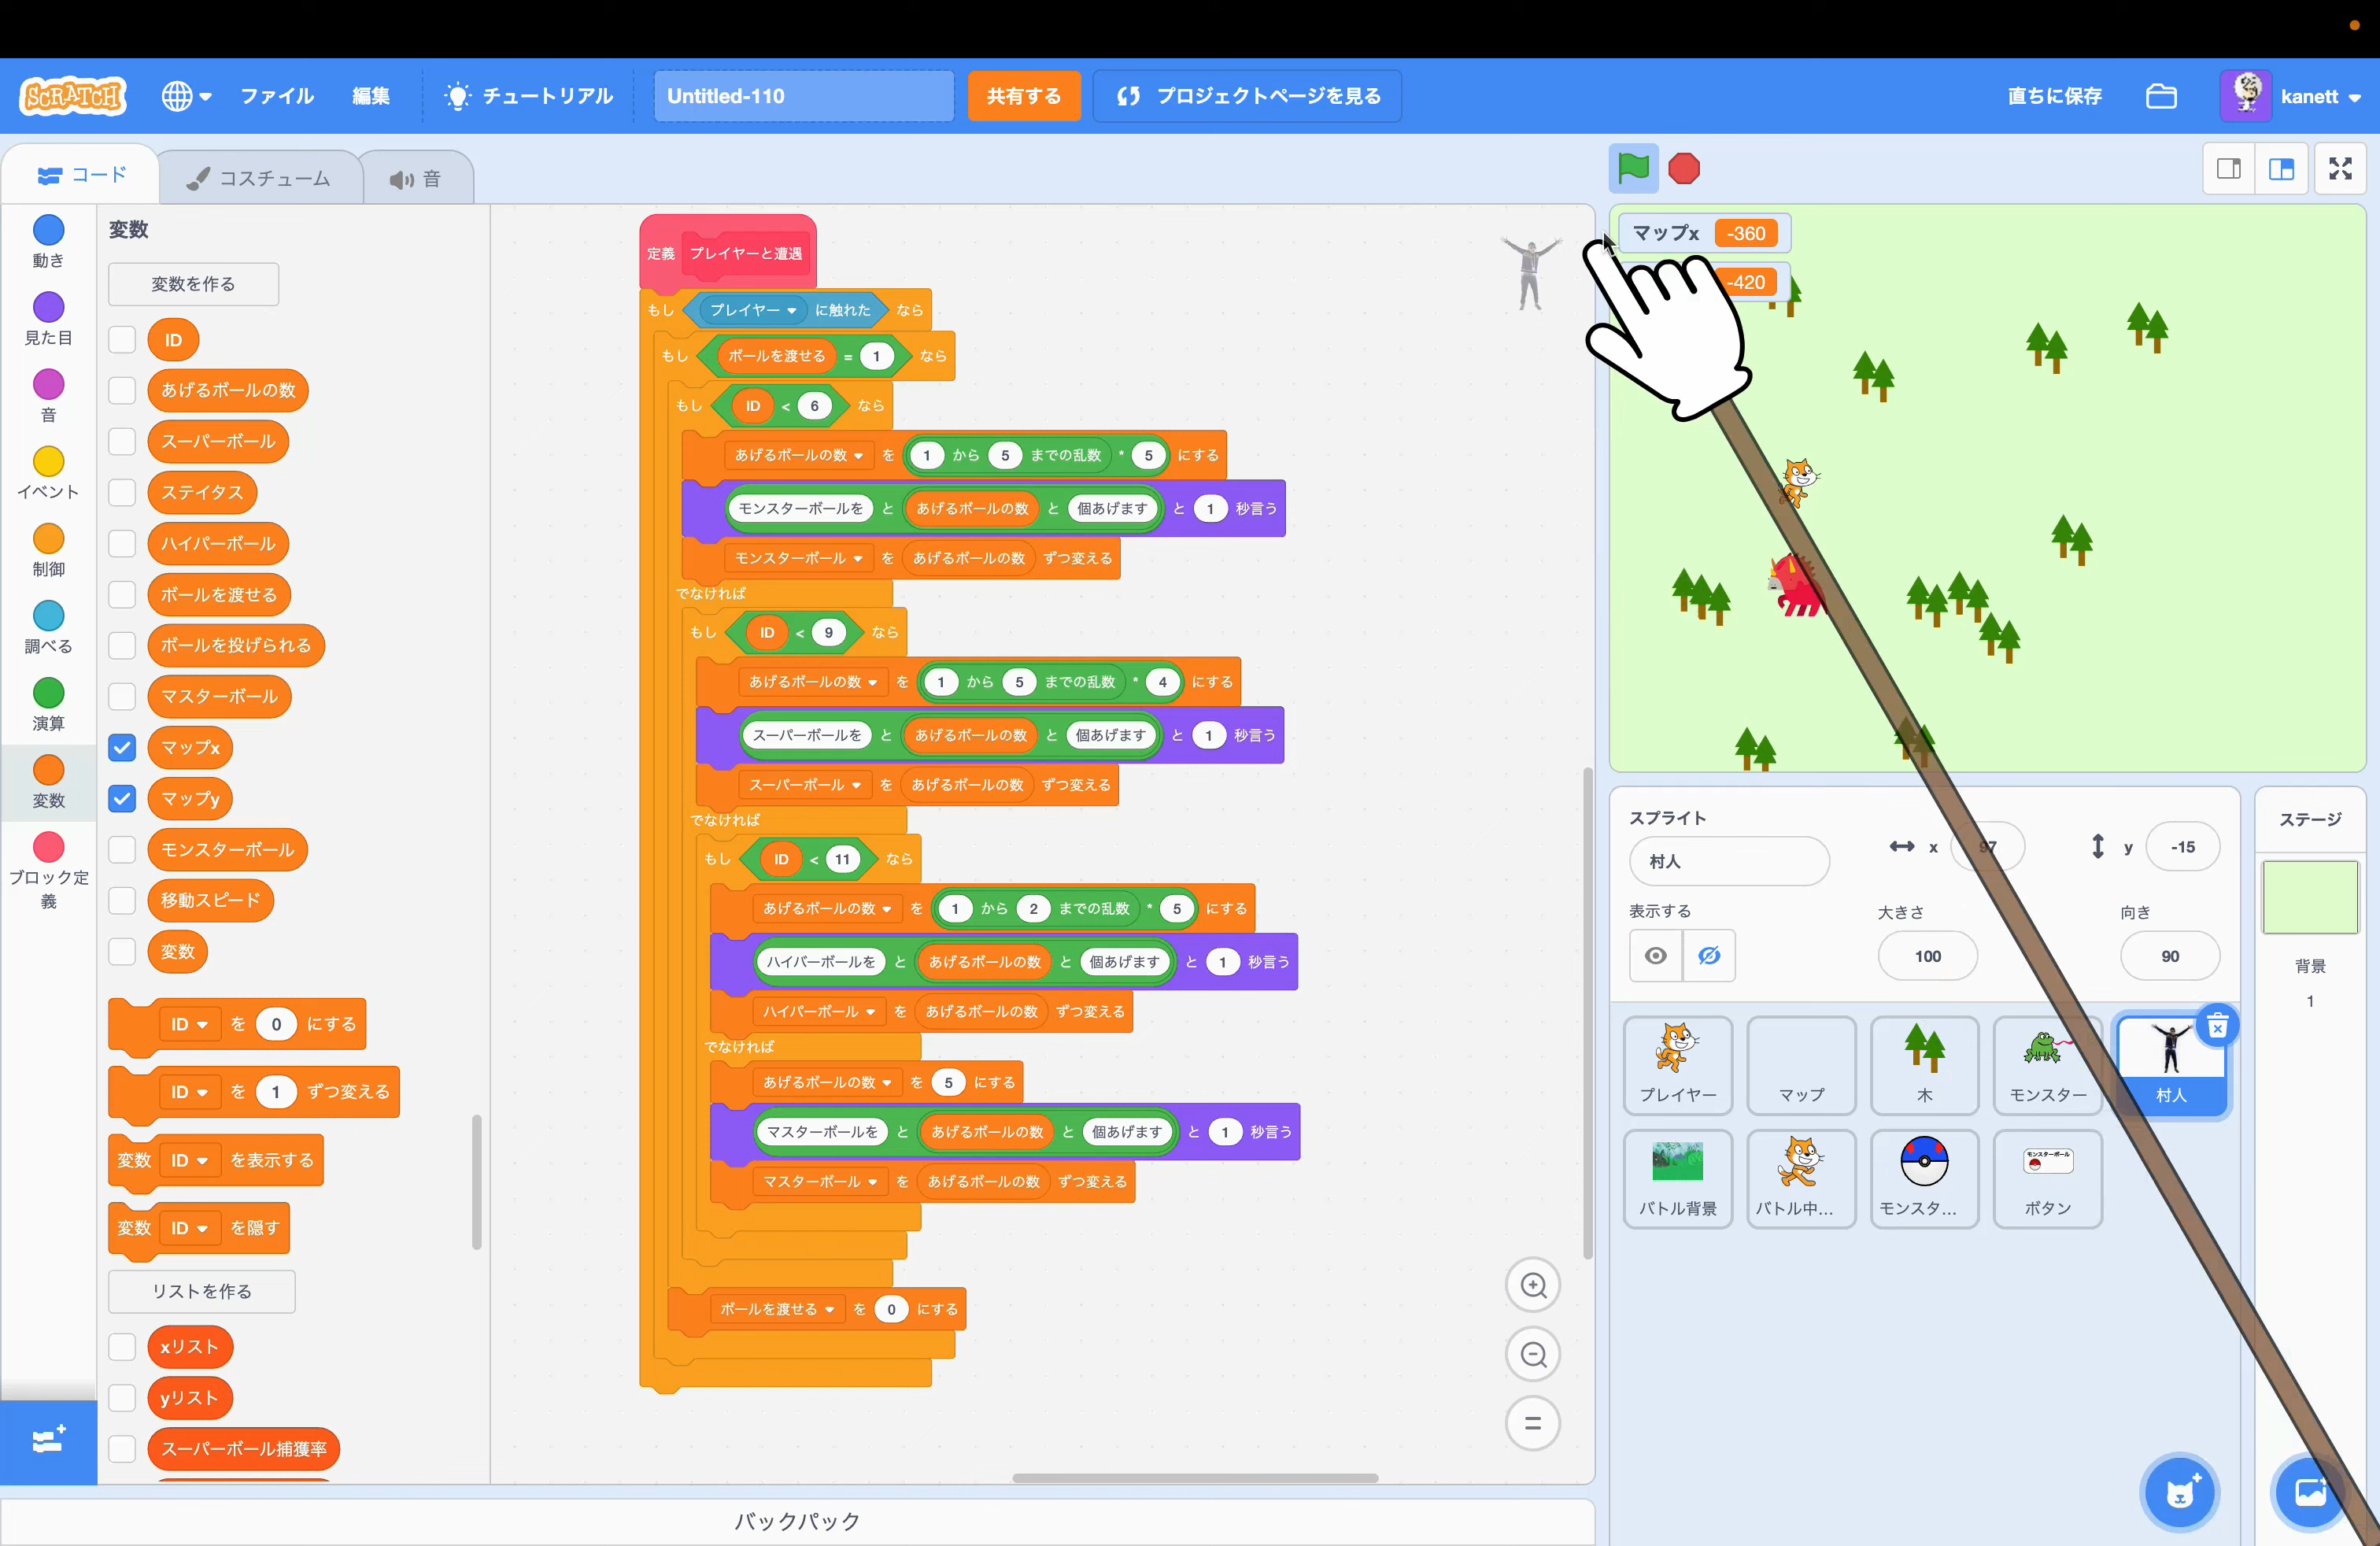 SCRATCH
ファイル
編集
チュートリアル
Untitled-110
共有する
プロジェクトページを見る
直ちに保存
kanett
コード
コスチューム
音
動き
見た目
音
イベント
制御
調べる
演算
変数
ブロック定義
変数
変数を作る
ID
あげるボールの数
スーパーボール
ステイタス
ハイパーボール
ボールを渡せる
ボールを投げられる
マスターボール
マップx
マップy
モンスターボール
移動スピード
変数
ID を 0 にする
ID を 1 ずつ変える
変数 ID を表示する
変数 ID を隠す
リストを作る
xリスト
yリスト
スーパーボール捕獲率
定義 プレイヤーと遭遇
もし プレイヤー に触れた なら
もし ボールを渡せる = 1 なら
もし ID < 6 なら
あげるボールの数 を 1 から 5 までの乱数 * 5 にする
モンスターボールを と あげるボールの数 と 個あげます と 1 秒言う
モンスターボール を あげるボールの数 ずつ変える
でなければ
もし ID < 9 なら
あげるボールの数 を 1 から 5 までの乱数 * 4 にする
スーパーボールを と あげるボールの数 と 個あげます と 1 秒言う
スーパーボール を あげるボールの数 ずつ変える
でなければ
もし ID < 11 なら
あげるボールの数 を 1 から 2 までの乱数 * 5 にする
ハイパーボールを と あげるボールの数 と 個あげます と 1 秒言う
ハイパーボール を あげるボールの数 ずつ変える
でなければ
あげるボールの数 を 5 にする
マスターボールを と あげるボールの数 と 個あげます と 1 秒言う
マスターボール を あげるボールの数 ずつ変える
ボールを渡せる を 0 にする
バックパック
マップx -360
-420
スプライト
村人
x 97
y -15
表示する
大きさ
100
向き
90
プレイヤー
マップ
木
モンスター
村人
バトル背景
バトル中...
モンスタ...
モンスターボール
ボタン
ステージ
背景
1